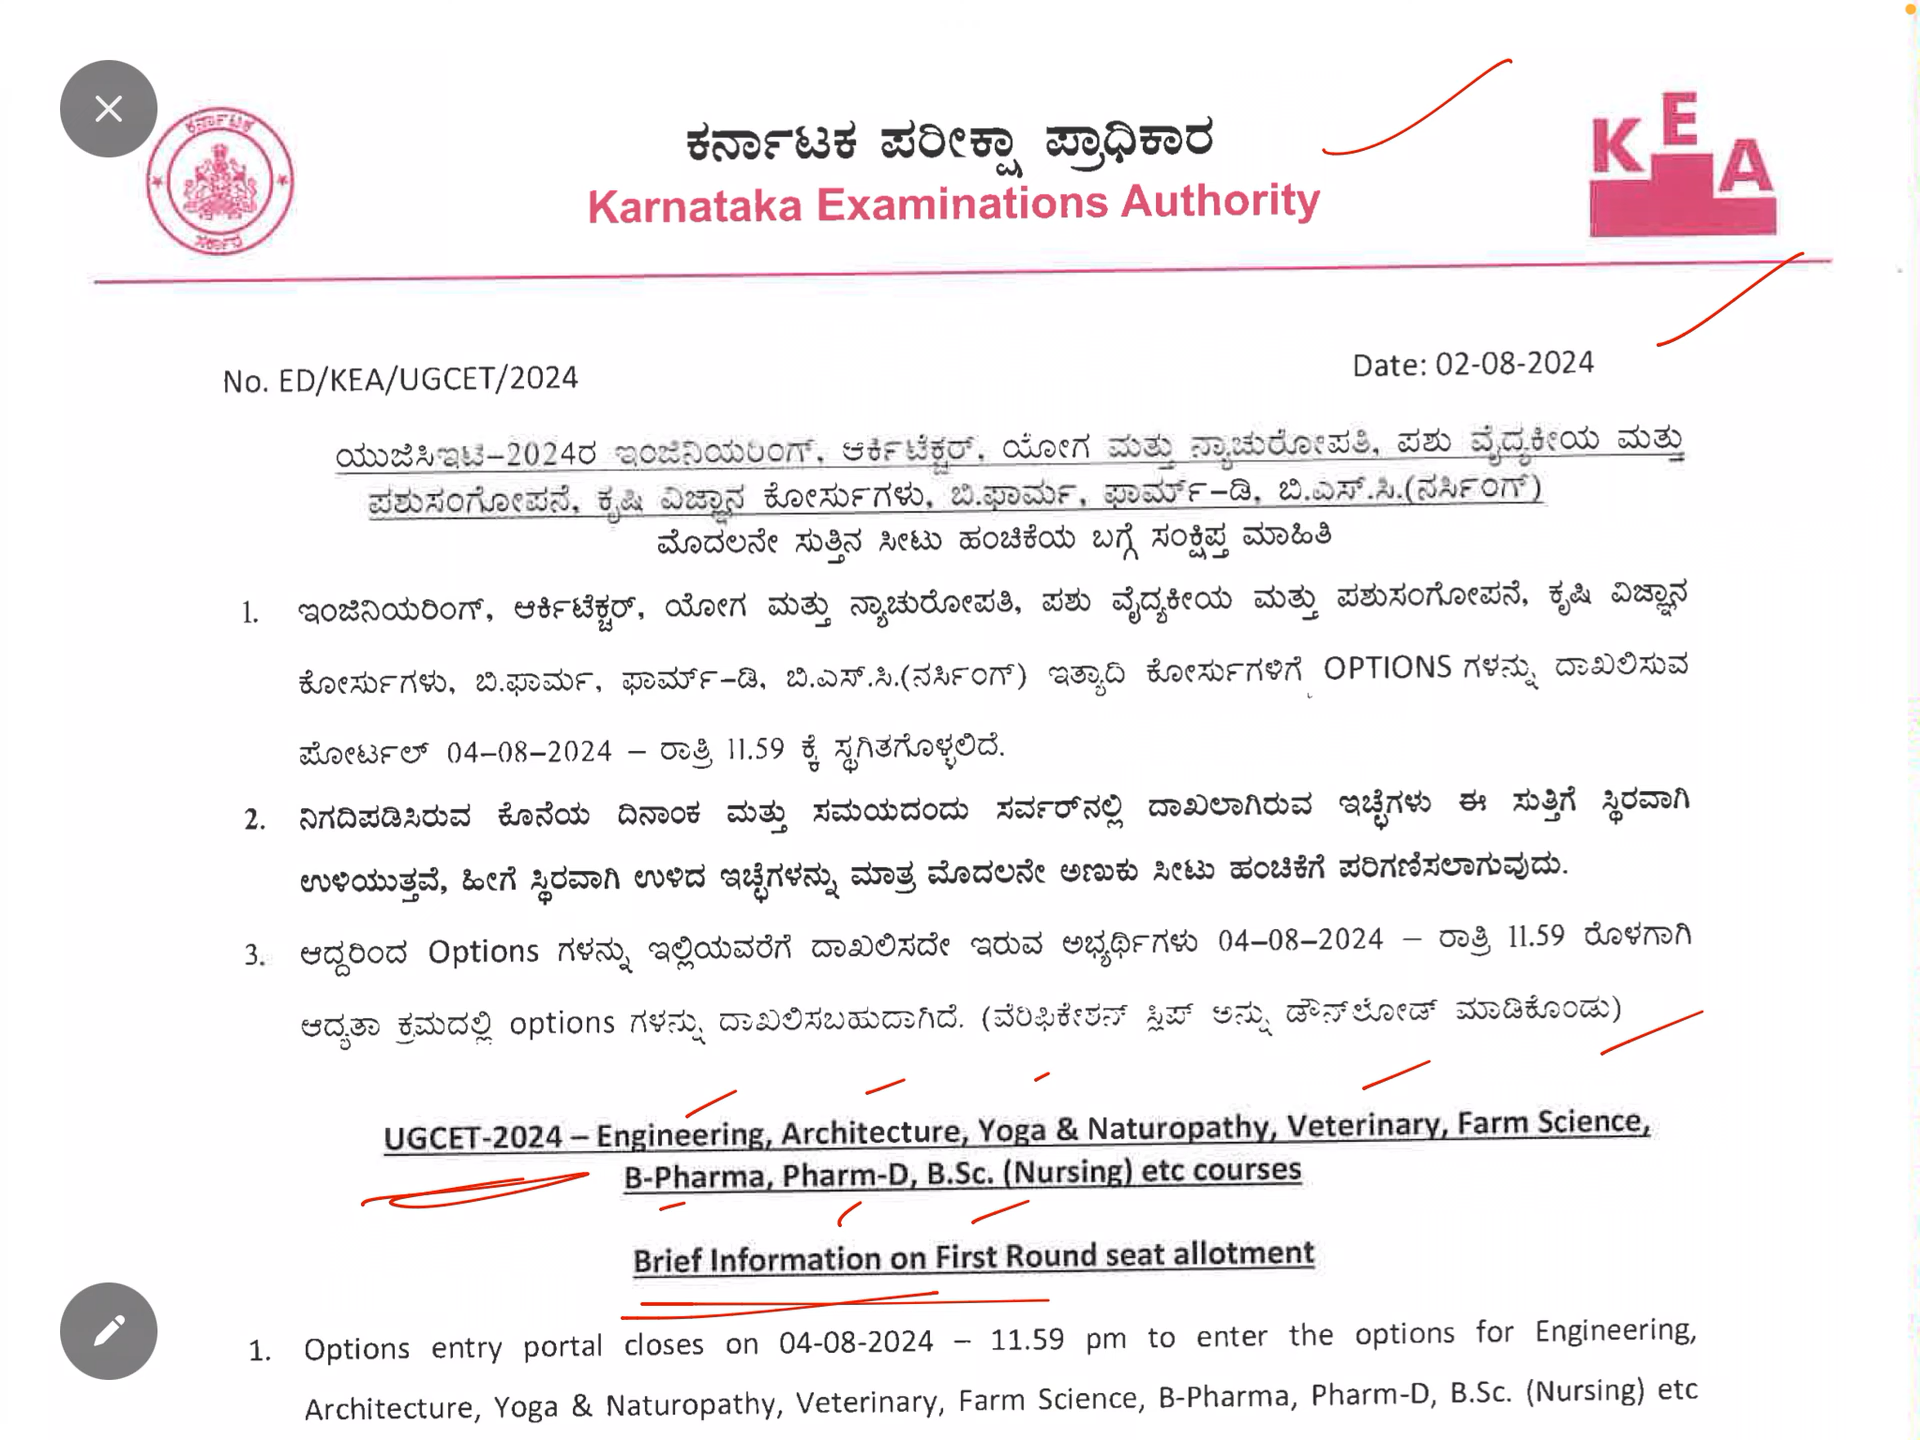 ಕರ್ನಾಟಕ
ಸರ್ಕಾರ
ಕರ್ನಾಟಕ ಪರೀಕ್ಷಾ ಪ್ರಾಧಿಕಾರ
Karnataka Examinations Authority
KEA
No. ED/KEA/UGCET/2024
Date: 02-08-2024
ಯುಜಿಸಿಇಟಿ-2024ರ ಇಂಜಿನಿಯರಿಂಗ್, ಆರ್ಕಿಟೆಕ್ಚರ್, ಯೋಗ ಮತ್ತು ನ್ಯಾಚುರೋಪತಿ, ಪಶು ವೈದ್ಯಕೀಯ ಮತ್ತು
ಪಶುಸಂಗೋಪನೆ, ಕೃಷಿ ವಿಜ್ಞಾನ ಕೋರ್ಸುಗಳು, ಬಿ.ಫಾರ್ಮ, ಫಾರ್ಮ್-ಡಿ, ಬಿ.ಎಸ್.ಸಿ.(ನರ್ಸಿಂಗ್)
ಮೊದಲನೇ ಸುತ್ತಿನ ಸೀಟು ಹಂಚಿಕೆಯ ಬಗ್ಗೆ ಸಂಕ್ಷಿಪ್ತ ಮಾಹಿತಿ
1. ಇಂಜಿನಿಯರಿಂಗ್, ಆರ್ಕಿಟೆಕ್ಚರ್, ಯೋಗ ಮತ್ತು ನ್ಯಾಚುರೋಪತಿ, ಪಶು ವೈದ್ಯಕೀಯ ಮತ್ತು ಪಶುಸಂಗೋಪನೆ, ಕೃಷಿ ವಿಜ್ಞಾನ
ಕೋರ್ಸುಗಳು, ಬಿ.ಫಾರ್ಮ, ಫಾರ್ಮ್-ಡಿ, ಬಿ.ಎಸ್.ಸಿ.(ನರ್ಸಿಂಗ್) ಇತ್ಯಾದಿ ಕೋರ್ಸುಗಳಿಗೆ OPTIONS ಗಳನ್ನು ದಾಖಲಿಸುವ
ಪೋರ್ಟಲ್ 04-08-2024 – ರಾತ್ರಿ 11.59 ಕ್ಕೆ ಸ್ಥಗಿತಗೊಳ್ಳಲಿದೆ.
2. ನಿಗದಿಪಡಿಸಿರುವ ಕೊನೆಯ ದಿನಾಂಕ ಮತ್ತು ಸಮಯದಂದು ಸರ್ವರ್‌ನಲ್ಲಿ ದಾಖಲಾಗಿರುವ ಇಚ್ಛೆಗಳು ಈ ಸುತ್ತಿಗೆ ಸ್ಥಿರವಾಗಿ
ಉಳಿಯುತ್ತವೆ, ಹೀಗೆ ಸ್ಥಿರವಾಗಿ ಉಳಿದ ಇಚ್ಛೆಗಳನ್ನು ಮಾತ್ರ ಮೊದಲನೇ ಅಣುಕು ಸೀಟು ಹಂಚಿಕೆಗೆ ಪರಿಗಣಿಸಲಾಗುವುದು.
3. ಆದ್ದರಿಂದ Options ಗಳನ್ನು ಇಲ್ಲಿಯವರೆಗೆ ದಾಖಲಿಸದೇ ಇರುವ ಅಭ್ಯರ್ಥಿಗಳು 04-08-2024 – ರಾತ್ರಿ 11.59 ರೊಳಗಾಗಿ
ಆದ್ಯತಾ ಕ್ರಮದಲ್ಲಿ options ಗಳನ್ನು ದಾಖಲಿಸಬಹುದಾಗಿದೆ. (ವೆರಿಫಿಕೇಶನ್ ಸ್ಲಿಪ್ ಅನ್ನು ಡೌನ್‌ಲೋಡ್ ಮಾಡಿಕೊಂಡು)
UGCET-2024 – Engineering, Architecture, Yoga & Naturopathy, Veterinary, Farm Science,
B-Pharma, Pharm-D, B.Sc. (Nursing) etc courses
Brief Information on First Round seat allotment
1. Options entry portal closes on 04-08-2024 – 11.59 pm to enter the options for Engineering,
Architecture, Yoga & Naturopathy, Veterinary, Farm Science, B-Pharma, Pharm-D, B.Sc. (Nursing) etc